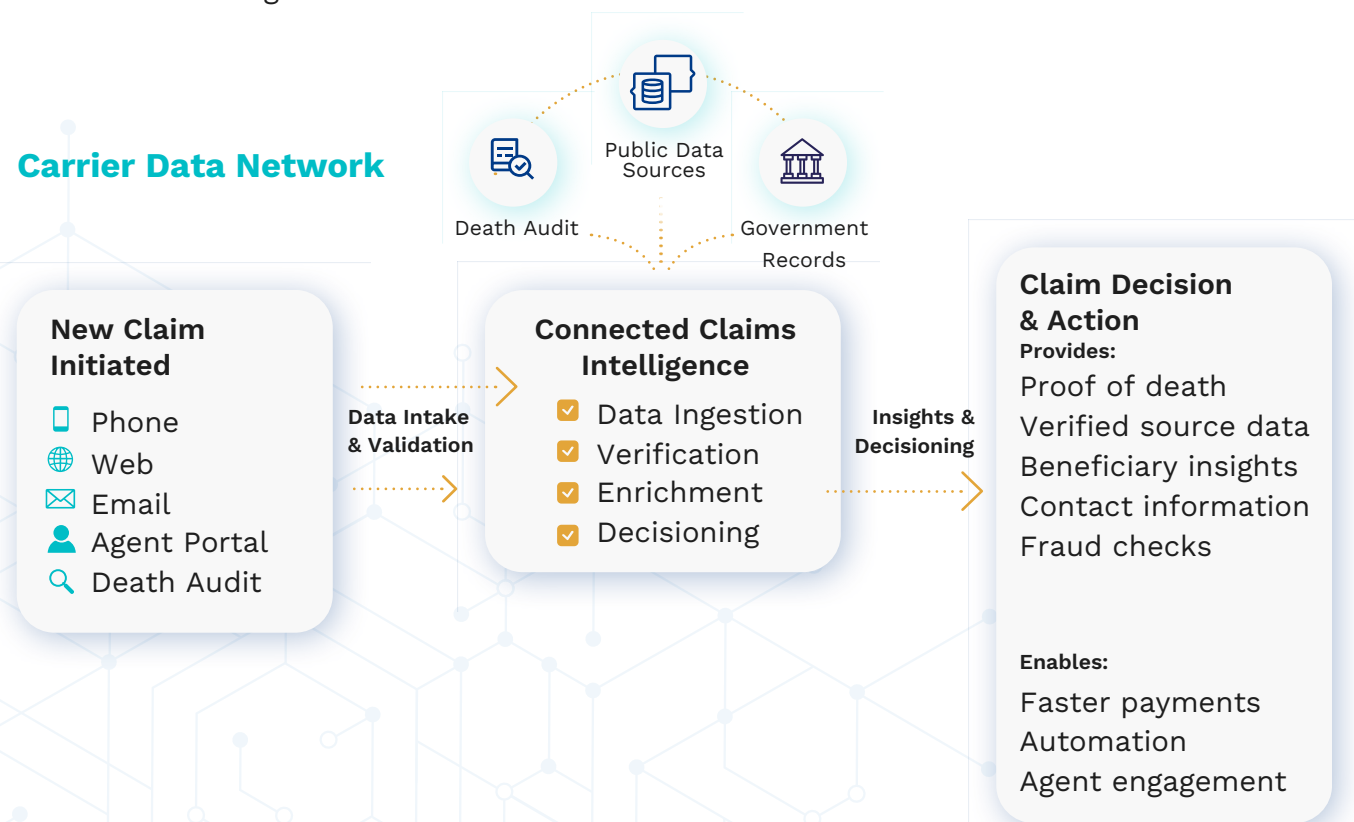 Carrier Data Network
Public Data
Sources
Death Audit
Government
Records
New Claim
Initiated
Phone
Web
Email
Agent Portal
Death Audit
Data Intake
& Validation
Connected Claims
Intelligence
Data Ingestion
Verification
Enrichment
Decisioning
Insights &
Decisioning
Claim Decision
& Action
Provides:
Proof of death
Verified source data
Beneficiary insights
Contact information
Fraud checks
Enables:
Faster payments
Automation
Agent engagement